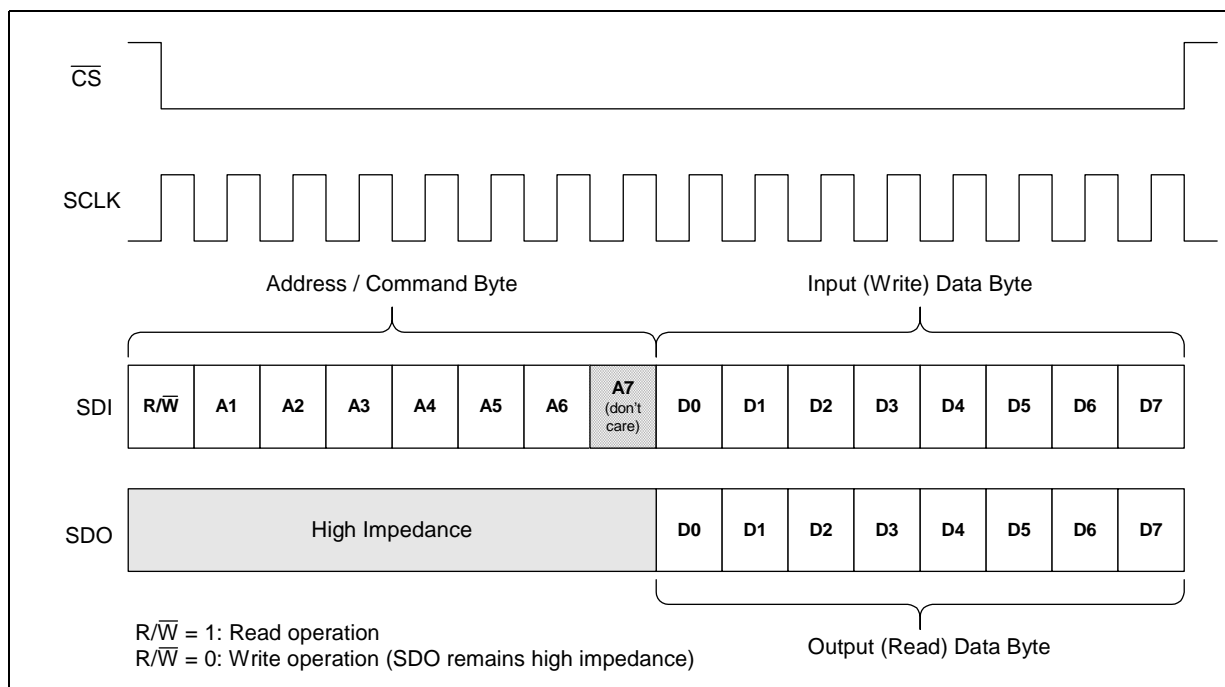 C̅S̅
SCLK
Address / Command Byte
Input (Write) Data Byte
SDI R/W̅ A1 A2 A3 A4 A5 A6 A7 (don't care) D0 D1 D2 D3 D4 D5 D6 D7
SDO High Impedance D0 D1 D2 D3 D4 D5 D6 D7
R/W̅ = 1: Read operation
R/W̅ = 0: Write operation (SDO remains high impedance)
Output (Read) Data Byte